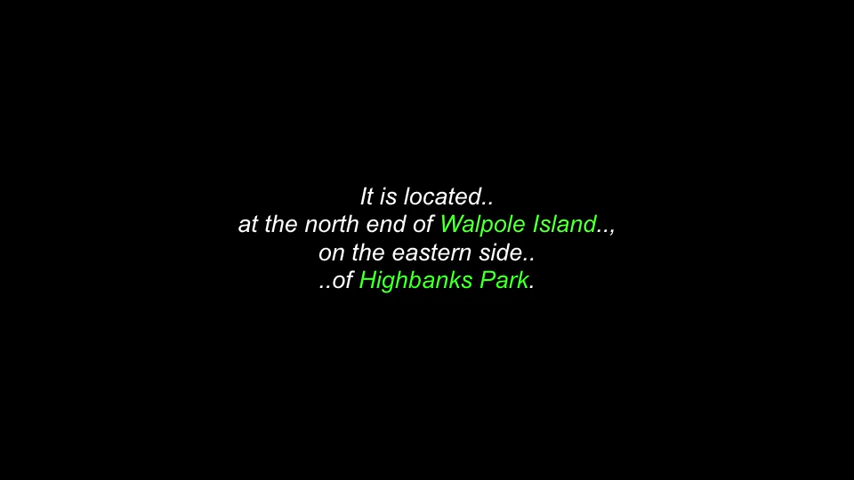 It is located..
at the north end of Walpole Island..,
on the eastern side..
..of Highbanks Park.